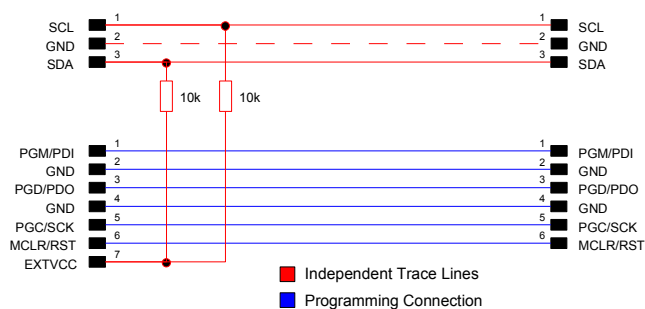 SCL 1 1 SCL
GND 2 2 GND
SDA 3 3 SDA
10k 10k
PGM/PDI 1 1 PGM/PDI
GND 2 2 GND
PGD/PDO 3 3 PGD/PDO
GND 4 4 GND
PGC/SCK 5 5 PGC/SCK
MCLR/RST 6 6 MCLR/RST
EXTVCC 7
Independent Trace Lines
Programming Connection